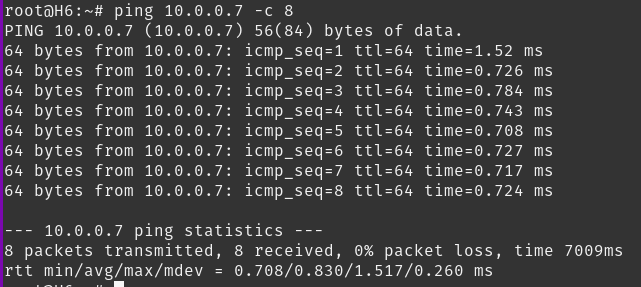 root@H6:~# ping 10.0.0.7 -c 8
PING 10.0.0.7 (10.0.0.7) 56(84) bytes of data.
64 bytes from 10.0.0.7: icmp_seq=1 ttl=64 time=1.52 ms
64 bytes from 10.0.0.7: icmp_seq=2 ttl=64 time=0.726 ms
64 bytes from 10.0.0.7: icmp_seq=3 ttl=64 time=0.784 ms
64 bytes from 10.0.0.7: icmp_seq=4 ttl=64 time=0.743 ms
64 bytes from 10.0.0.7: icmp_seq=5 ttl=64 time=0.708 ms
64 bytes from 10.0.0.7: icmp_seq=6 ttl=64 time=0.727 ms
64 bytes from 10.0.0.7: icmp_seq=7 ttl=64 time=0.717 ms
64 bytes from 10.0.0.7: icmp_seq=8 ttl=64 time=0.724 ms
--- 10.0.0.7 ping statistics ---
8 packets transmitted, 8 received, 0% packet loss, time 7009ms
rtt min/avg/max/mdev = 0.708/0.830/1.517/0.260 ms
root@H6:~#